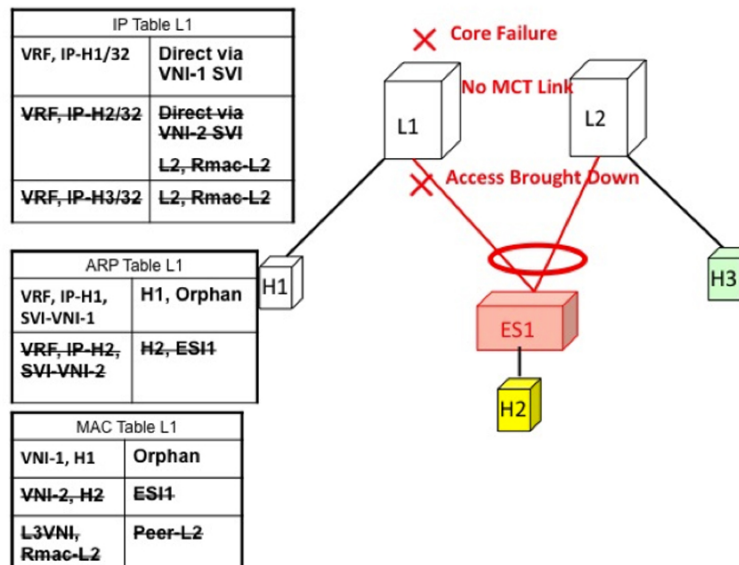 IP Table L1
VRF, IP-H1/32
Direct via
VNI-1 SVI
VRF, IP-H2/32
Direct via
VNI-2 SVI
L2, Rmac-L2
VRF, IP-H3/32
L2, Rmac-L2
ARP Table L1
VRF, IP-H1,
SVI-VNI-1
H1, Orphan
VRF, IP-H2,
SVI-VNI-2
H2, ESI1
MAC Table L1
VNI-1, H1
Orphan
VNI-2, H2
ESI1
L3VNI,
Rmac-L2
Peer-L2
Core Failure
No MCT Link
L1
L2
Access Brought Down
H1
H3
ES1
H2